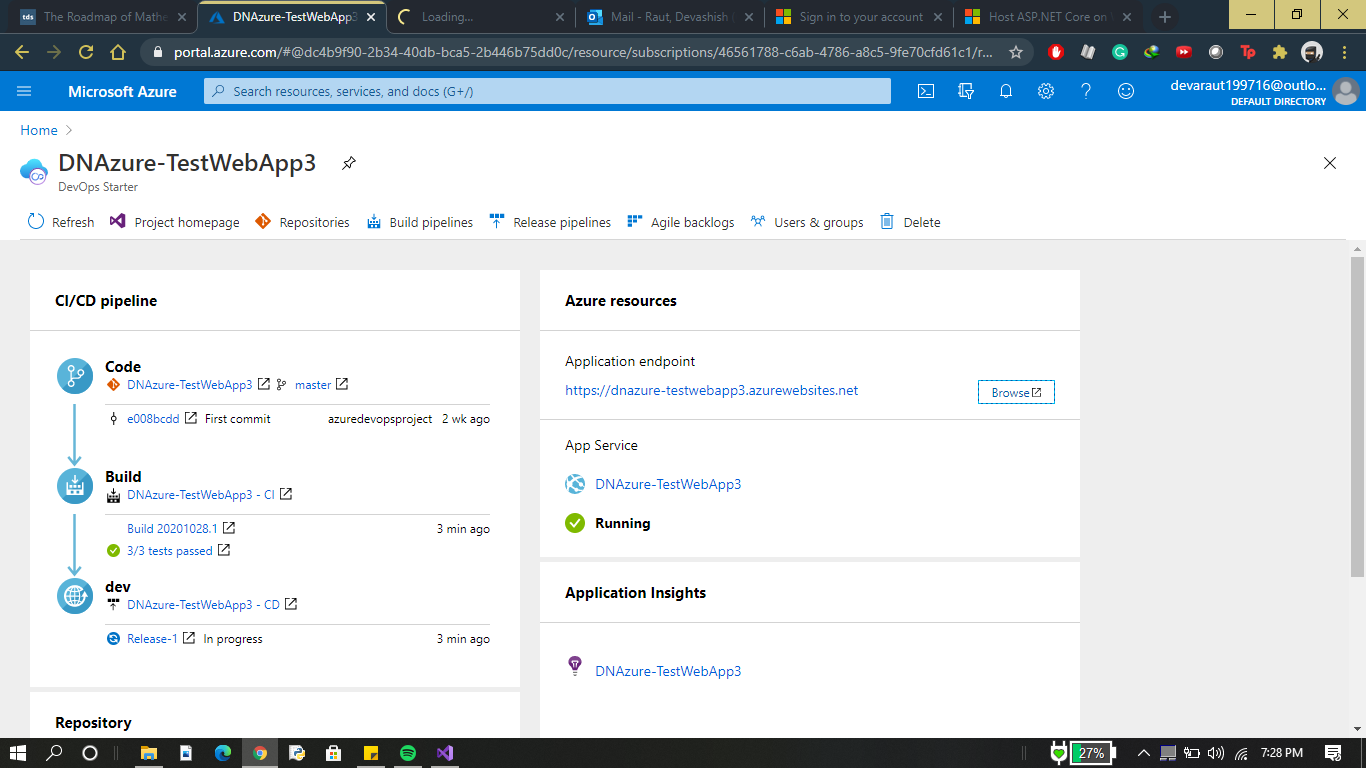 The Roadmap of Mathe
DNAzure-TestWebApp3
Loading...
Mail - Raut, Devashish
Sign in to your account
Host ASP.NET Core on
portal.azure.com/#@dc4b9f90-2b34-40db-bca5-2b446b75dd0c/resource/subscriptions/46561788-c6ab-4786-a8c5-9fe70cfd61c1/r...
Microsoft Azure
Search resources, services, and docs (G+/)
devaraut199716@outlo...
DEFAULT DIRECTORY
Home
DNAzure-TestWebApp3
DevOps Starter
Refresh Project homepage Repositories Build pipelines Release pipelines Agile backlogs Users & groups Delete
CI/CD pipeline
Code
DNAzure-TestWebApp3 master
e008bcdd First commit azuredevopsproject 2 wk ago
Build
DNAzure-TestWebApp3 - CI
Build 20201028.1 3 min ago
3/3 tests passed
dev
DNAzure-TestWebApp3 - CD
Release-1 In progress 3 min ago
Repository
Azure resources
Application endpoint
https://dnazure-testwebapp3.azurewebsites.net
Browse
App Service
DNAzure-TestWebApp3
Running
Application Insights
DNAzure-TestWebApp3
27%
7:28 PM